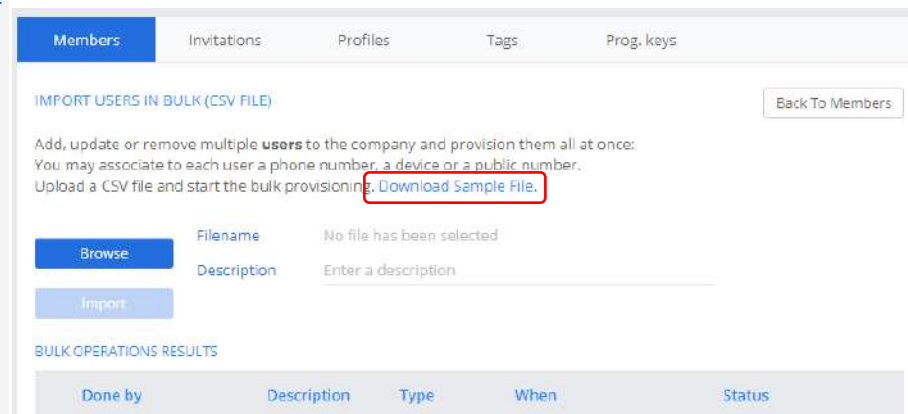 Members Invitations Profiles Tags Prog. keys
IMPORT USERS IN BULK (CSV FILE)
Back To Members
Add, update or remove multiple users to the company and provision them all at once:
You may associate to each user a phone number, a device or a public number.
Upload a CSV file and start the bulk provisioning. Download Sample File.
Browse
Filename No file has been selected
Description Enter a description
Import
BULK OPERATIONS RESULTS
Done by Description Type When Status